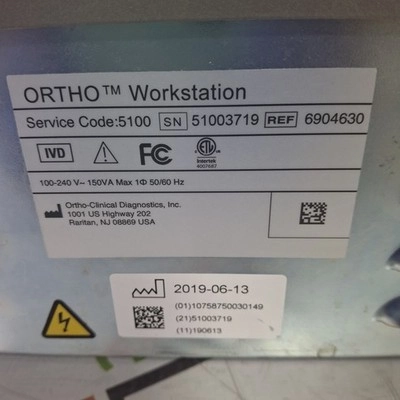 ORTHO™ Workstation
Service Code:5100 SN 51003719 REF 6904630
IVD FC ETL Intertek 4007687
100-240 V~ 150VA Max 1Φ 50/60 Hz
Ortho-Clinical Diagnostics, Inc.
1001 US Highway 202
Raritan, NJ 08869 USA
2019-06-13
(01)10758750030149
(21)51003719
(11)190613